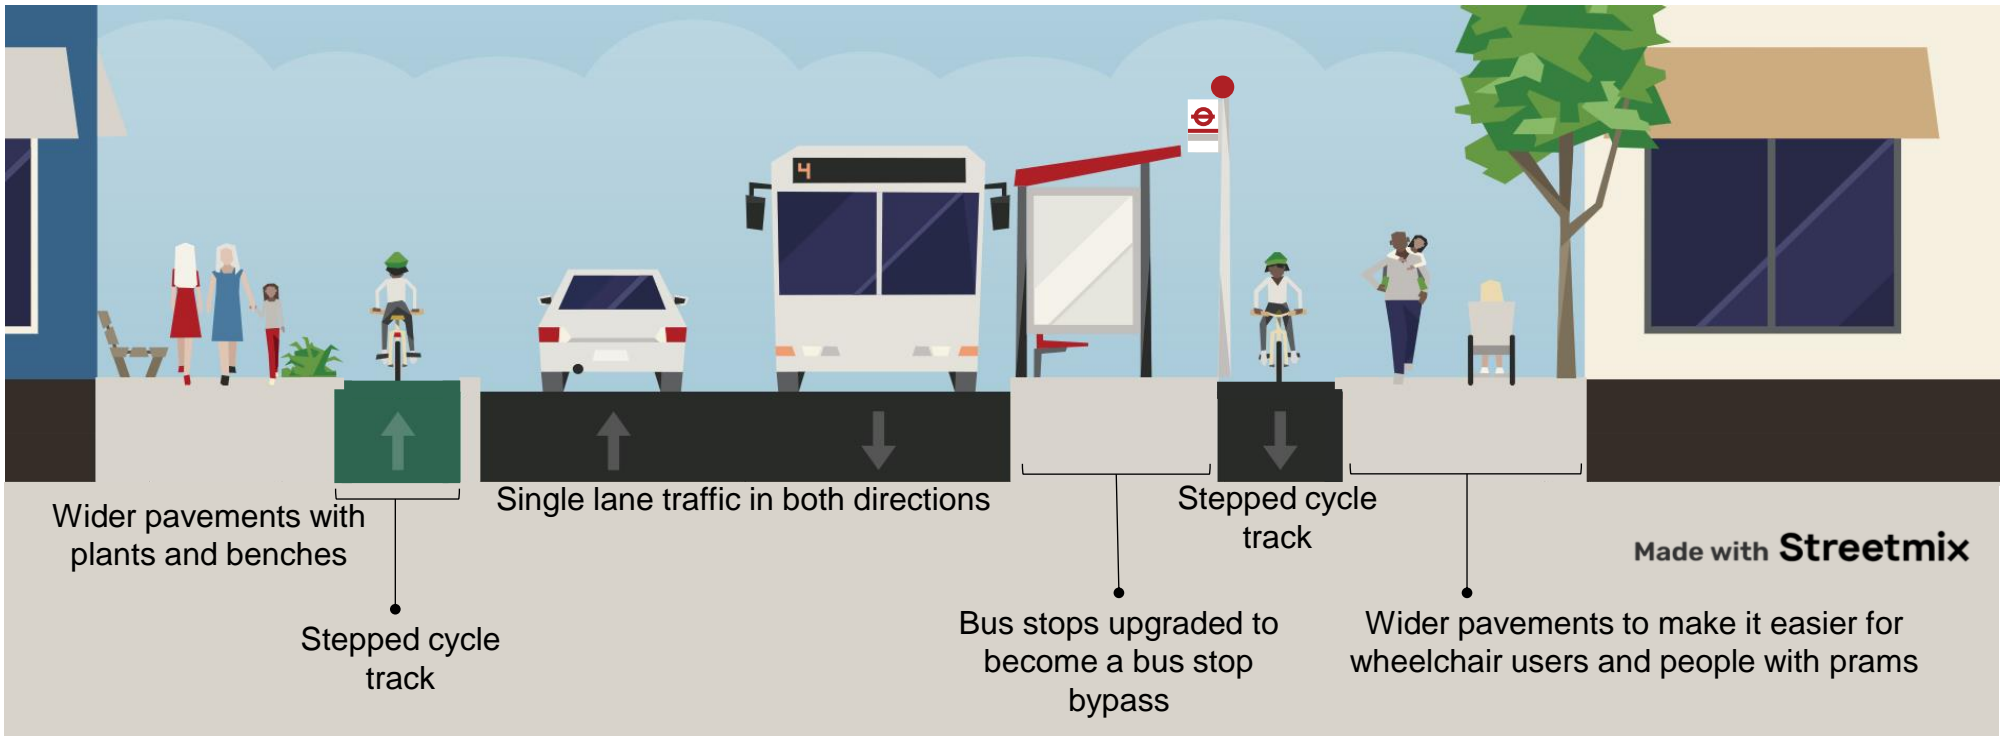 4
Wider pavements with
plants and benches
Stepped cycle
track
Single lane traffic in both directions
Bus stops upgraded to
become a bus stop
bypass
Stepped cycle
track
Wider pavements to make it easier for
wheelchair users and people with prams
Made with Streetmix